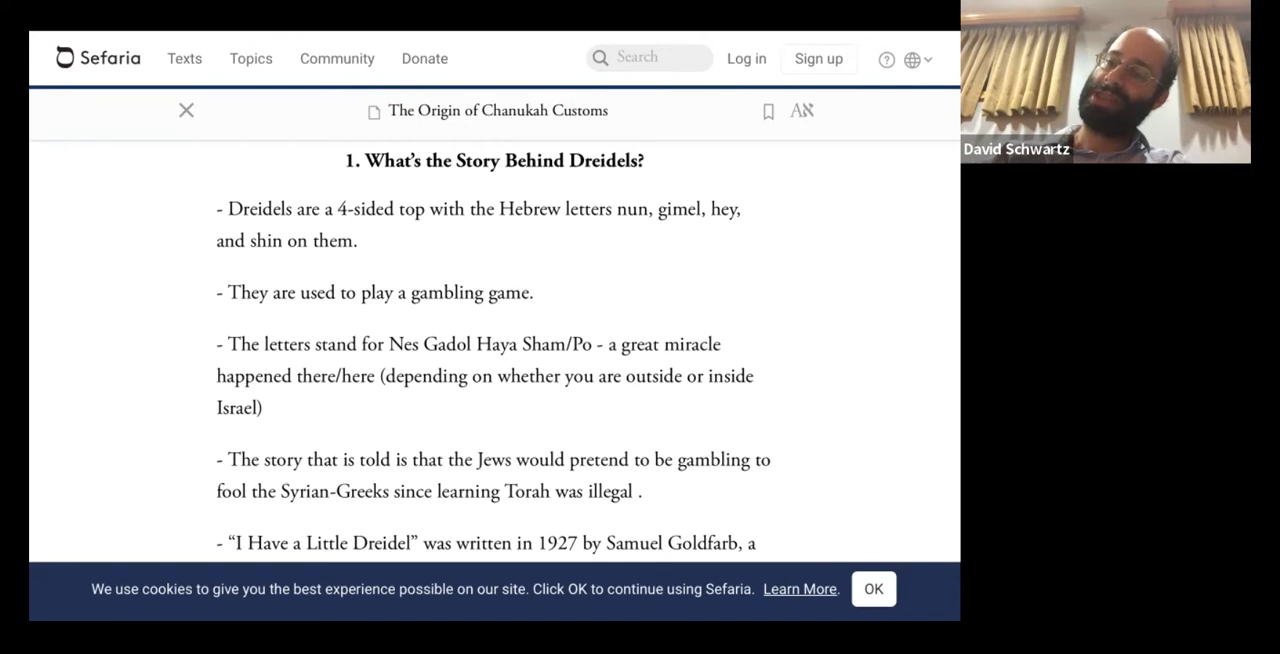 Sefaria
Texts
Topics
Community
Donate
Search
Log in
Sign up
The Origin of Chanukah Customs
Aא
1. What's the Story Behind Dreidels?
- Dreidels are a 4-sided top with the Hebrew letters nun, gimel, hey,
and shin on them.
- They are used to play a gambling game.
- The letters stand for Nes Gadol Haya Sham/Po - a great miracle
happened there/here (depending on whether you are outside or inside
Israel)
- The story that is told is that the Jews would pretend to be gambling to
fool the Syrian-Greeks since learning Torah was illegal .
- “I Have a Little Dreidel” was written in 1927 by Samuel Goldfarb, a
We use cookies to give you the best experience possible on our site. Click OK to continue using Sefaria. Learn More.
OK
David Schwartz